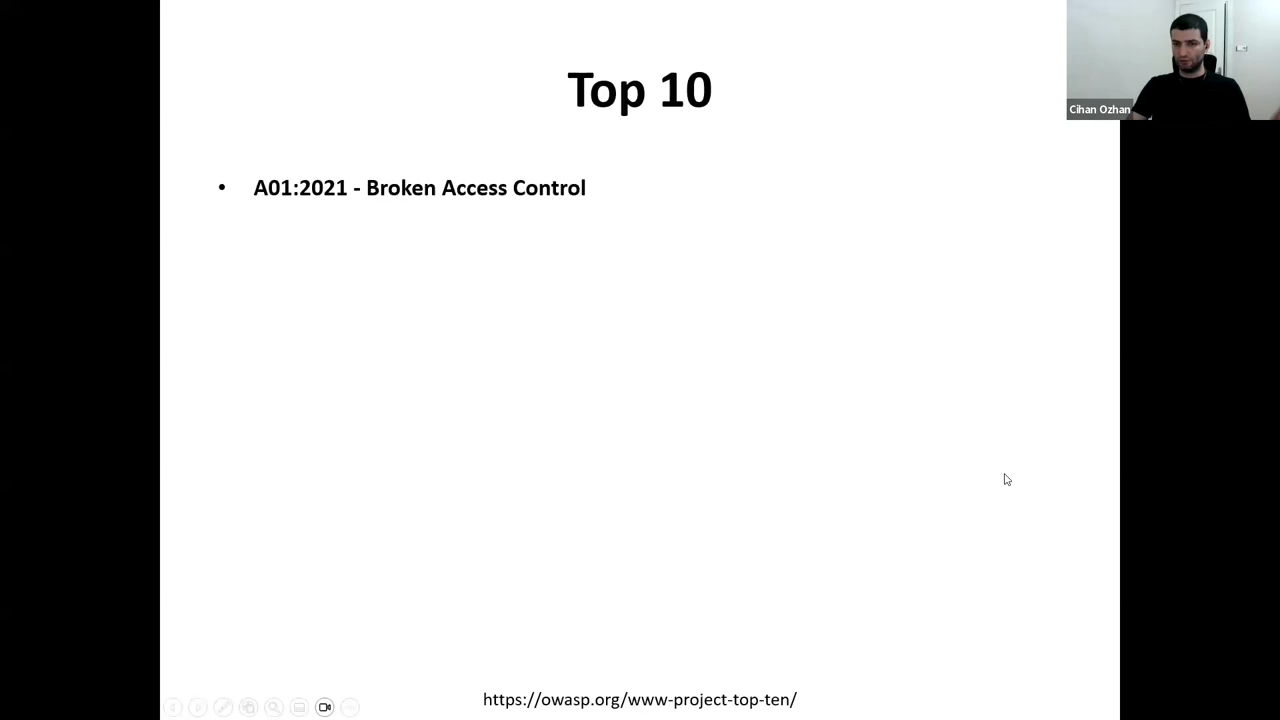 Top 10
Cihan Ozhan
• A01:2021 - Broken Access Control
https://owasp.org/www-project-top-ten/